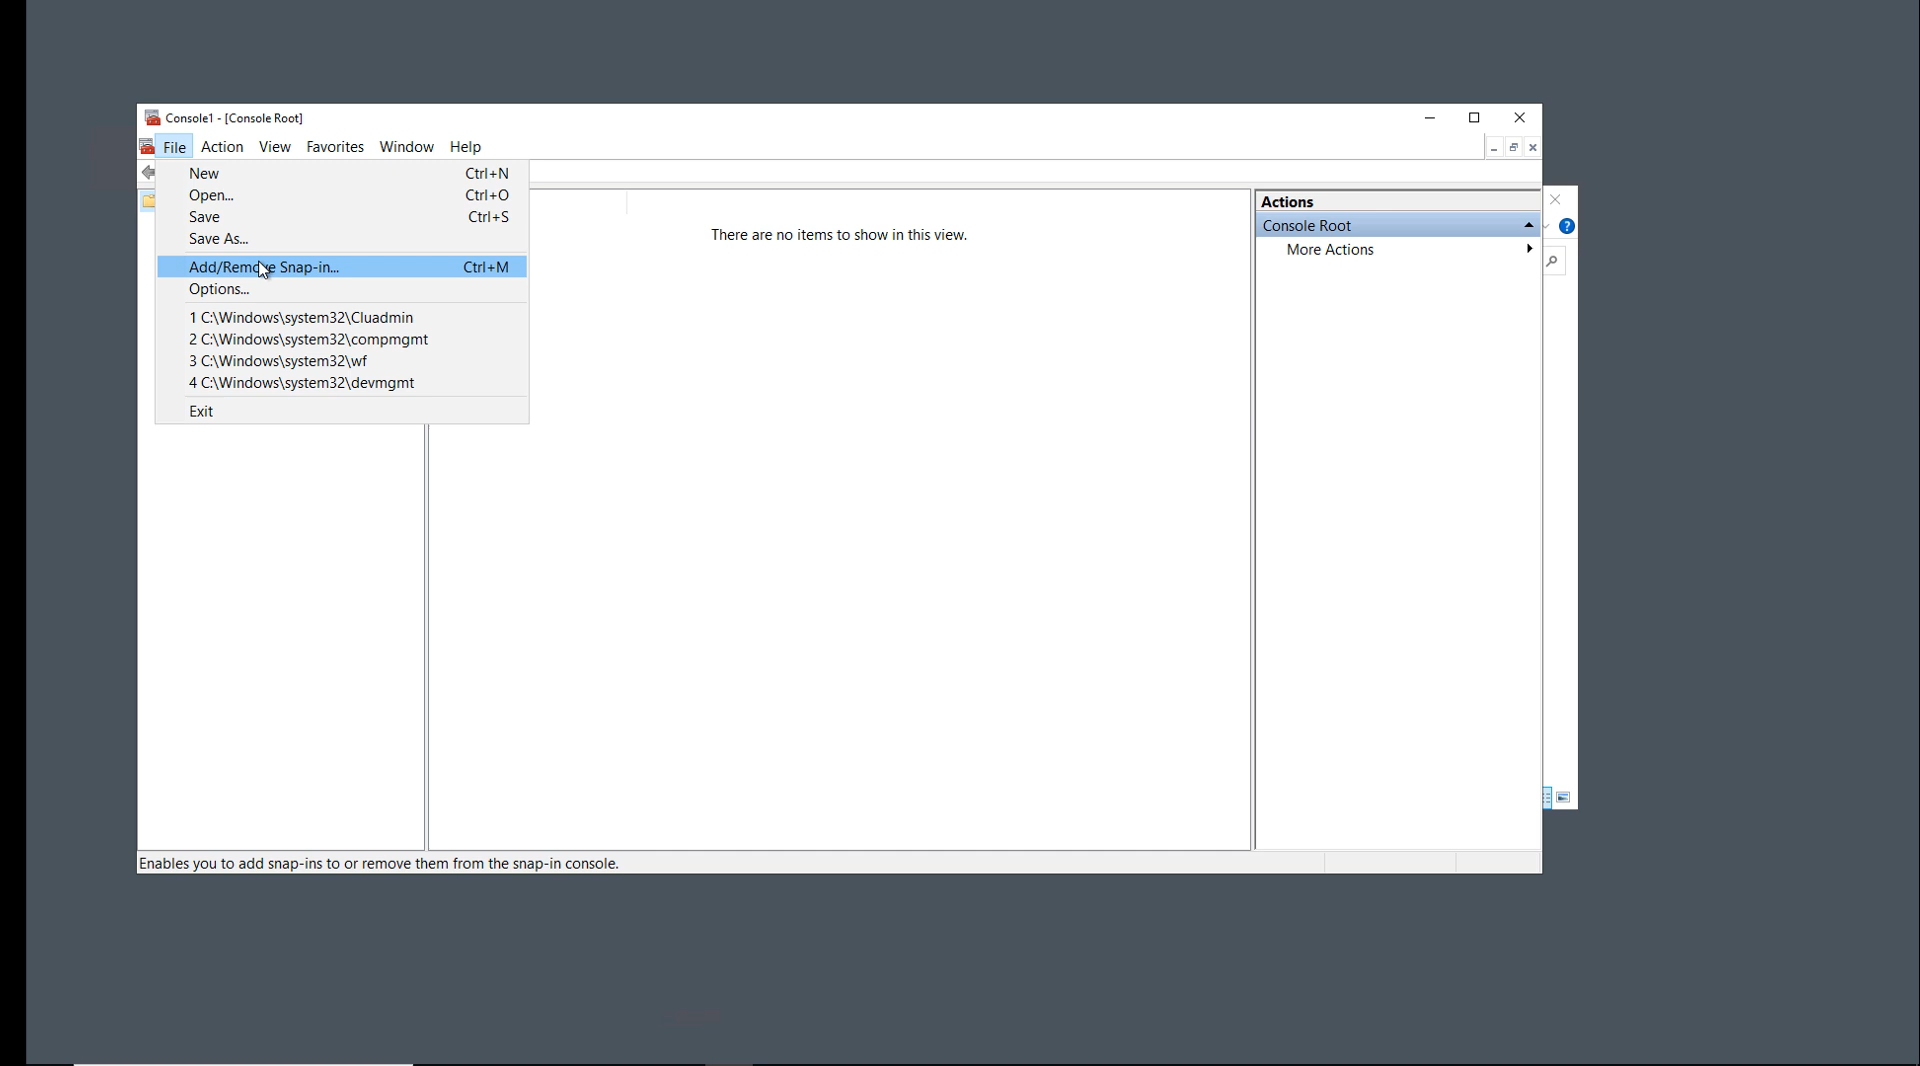 Console1 - [Console Root]
File Action View Favorites Window Help
New Ctrl+N
Open... Ctrl+O
Save Ctrl+S
Save As...
Add/Remove Snap-in... Ctrl+M
Options...
1 C:\Windows\system32\Cluadmin
2 C:\Windows\system32\compmgmt
3 C:\Windows\system32\wf
4 C:\Windows\system32\devmgmt
Exit
There are no items to show in this view.
Actions
Console Root
More Actions
Enables you to add snap-ins to or remove them from the snap-in console.